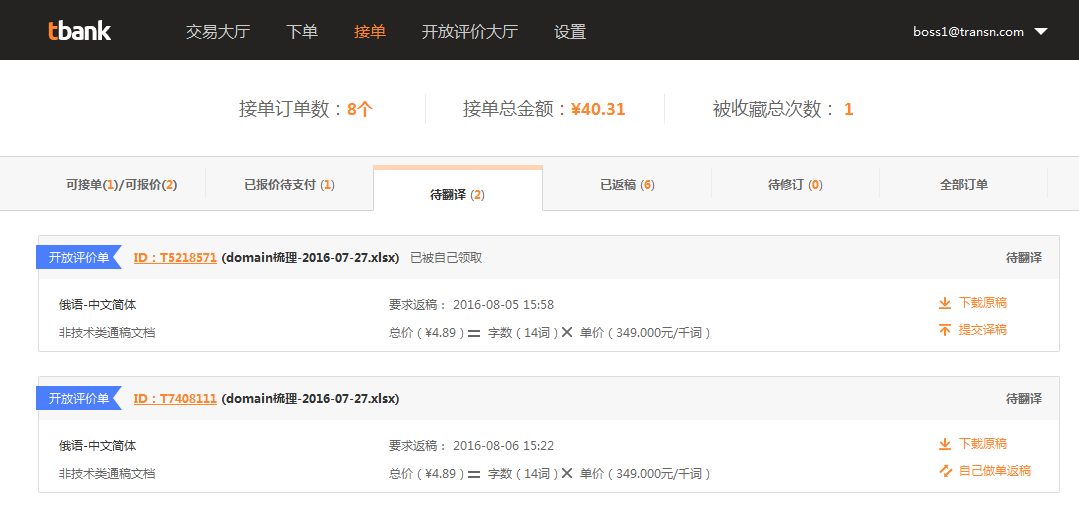 tbank 交易大厅 下单 接单 开放评价大厅 设置 boss1@transn.com
接单订单数：8个 接单总金额：¥40.31 被收藏总次数： 1
可接单(1)/可报价(2) 已报价待支付 (1) 待翻译 (2) 已返稿 (6) 待修订 (0) 全部订单
开放评价单 ID：T5218571 (domain梳理-2016-07-27.xlsx) 已被自己领取 待翻译
俄语-中文简体 要求返稿： 2016-08-05 15:58 下载原稿
非技术类通稿文档 总价 ( ¥4.89 ) = 字数 ( 14词 ) × 单价 ( 349.000元/千词 ) 提交译稿
开放评价单 ID：T7408111 (domain梳理-2016-07-27.xlsx) 待翻译
俄语-中文简体 要求返稿： 2016-08-06 15:22 下载原稿
非技术类通稿文档 总价 ( ¥4.89 ) = 字数 ( 14词 ) × 单价 ( 349.000元/千词 ) 自己做单返稿